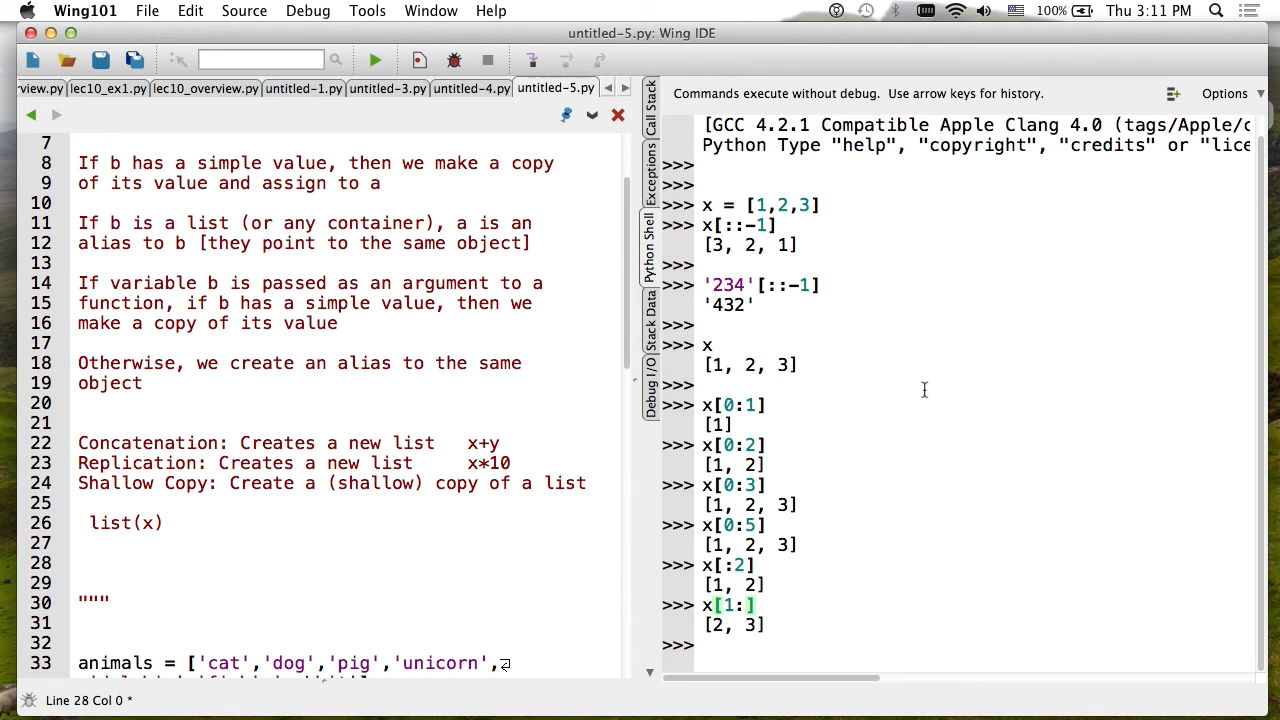 Wing101 File Edit Source Debug Tools Window Help 100% Thu 3:11 PM
untitled-5.py: Wing IDE
rview.py lec10_ex1.py lec10_overview.py untitled-1.py untitled-3.py untitled-4.py untitled-5.py
7
8 If b has a simple value, then we make a copy
9 of its value and assign to a
10
11 If b is a list (or any container), a is an
12 alias to b [they point to the same object]
13
14 If variable b is passed as an argument to a
15 function, if b has a simple value, then we
16 make a copy of its value
17
18 Otherwise, we create an alias to the same
19 object
20
21
22 Concatenation: Creates a new list x+y
23 Replication: Creates a new list x*10
24 Shallow Copy: Create a (shallow) copy of a list
25
26 list(x)
27
28
29
30 """
31
32
33 animals = ['cat','dog','pig','unicorn',
Line 28 Col 0 *
Call Stack
Exceptions
Python Shell
Stack Data
Debug I/O
Commands execute without debug. Use arrow keys for history. Options
[GCC 4.2.1 Compatible Apple Clang 4.0 (tags/Apple/c
Python Type "help", "copyright", "credits" or "lice
>>>
>>>
>>> x = [1,2,3]
>>> x[::-1]
[3, 2, 1]
>>>
>>> '234'[::-1]
'432'
>>>
>>> x
[1, 2, 3]
>>>
>>> x[0:1]
[1]
>>> x[0:2]
[1, 2]
>>> x[0:3]
[1, 2, 3]
>>> x[0:5]
[1, 2, 3]
>>> x[:2]
[1, 2]
>>> x[1:]
[2, 3]
>>>